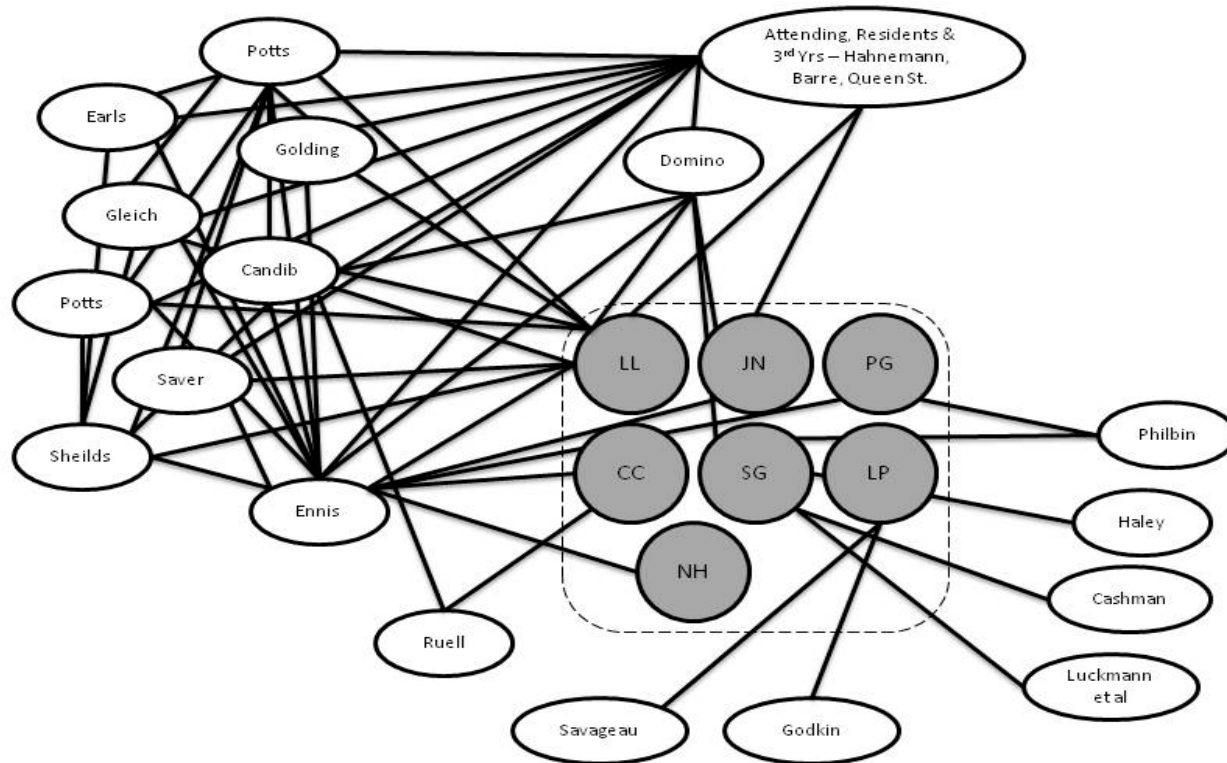 Potts
Attending, Residents &
3rd Yrs – Hahnemann,
Barre, Queen St.
Earls
Golding
Domino
Gleich
Candib
Potts
LL
JN
PG
Saver
Sheilds
Philbin
CC
SG
LP
Ennis
Haley
NH
Cashman
Ruell
Luckmann
et al
Savageau
Godkin